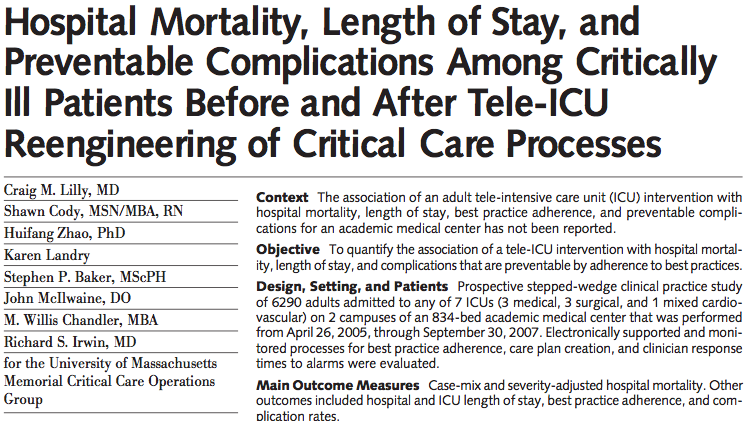 Hospital Mortality, Length of Stay, and
Preventable Complications Among Critically
Ill Patients Before and After Tele-ICU
Reengineering of Critical Care Processes
Craig M. Lilly, MD
Shawn Cody, MSN/MBA, RN
Huifang Zhao, PhD
Karen Landry
Stephen P. Baker, MScPH
John McIlwaine, DO
M. Willis Chandler, MBA
Richard S. Irwin, MD
for the University of Massachusetts
Memorial Critical Care Operations
Group
Context The association of an adult tele-intensive care unit (ICU) intervention with
hospital mortality, length of stay, best practice adherence, and preventable compli-
cations for an academic medical center has not been reported.
Objective To quantify the association of a tele-ICU intervention with hospital mortal-
ity, length of stay, and complications that are preventable by adherence to best practices.
Design, Setting, and Patients Prospective stepped-wedge clinical practice study
of 6290 adults admitted to any of 7 ICUs (3 medical, 3 surgical, and 1 mixed cardio-
vascular) on 2 campuses of an 834-bed academic medical center that was performed
from April 26, 2005, through September 30, 2007. Electronically supported and moni-
tored processes for best practice adherence, care plan creation, and clinician response
times to alarms were evaluated.
Main Outcome Measures Case-mix and severity-adjusted hospital mortality. Other
outcomes included hospital and ICU length of stay, best practice adherence, and com-
plication rates.